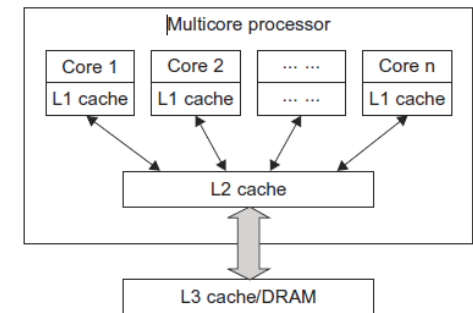 Multicore processor
Core 1 Core 2 ... ... Core n
L1 cache L1 cache ... ... L1 cache
L2 cache
L3 cache/DRAM